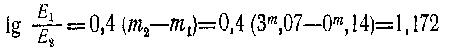 lg E₁/E₂ = 0,4 (m₂−m₁)=0,4 (3ᵐ,07−0ᵐ,14)=1,172